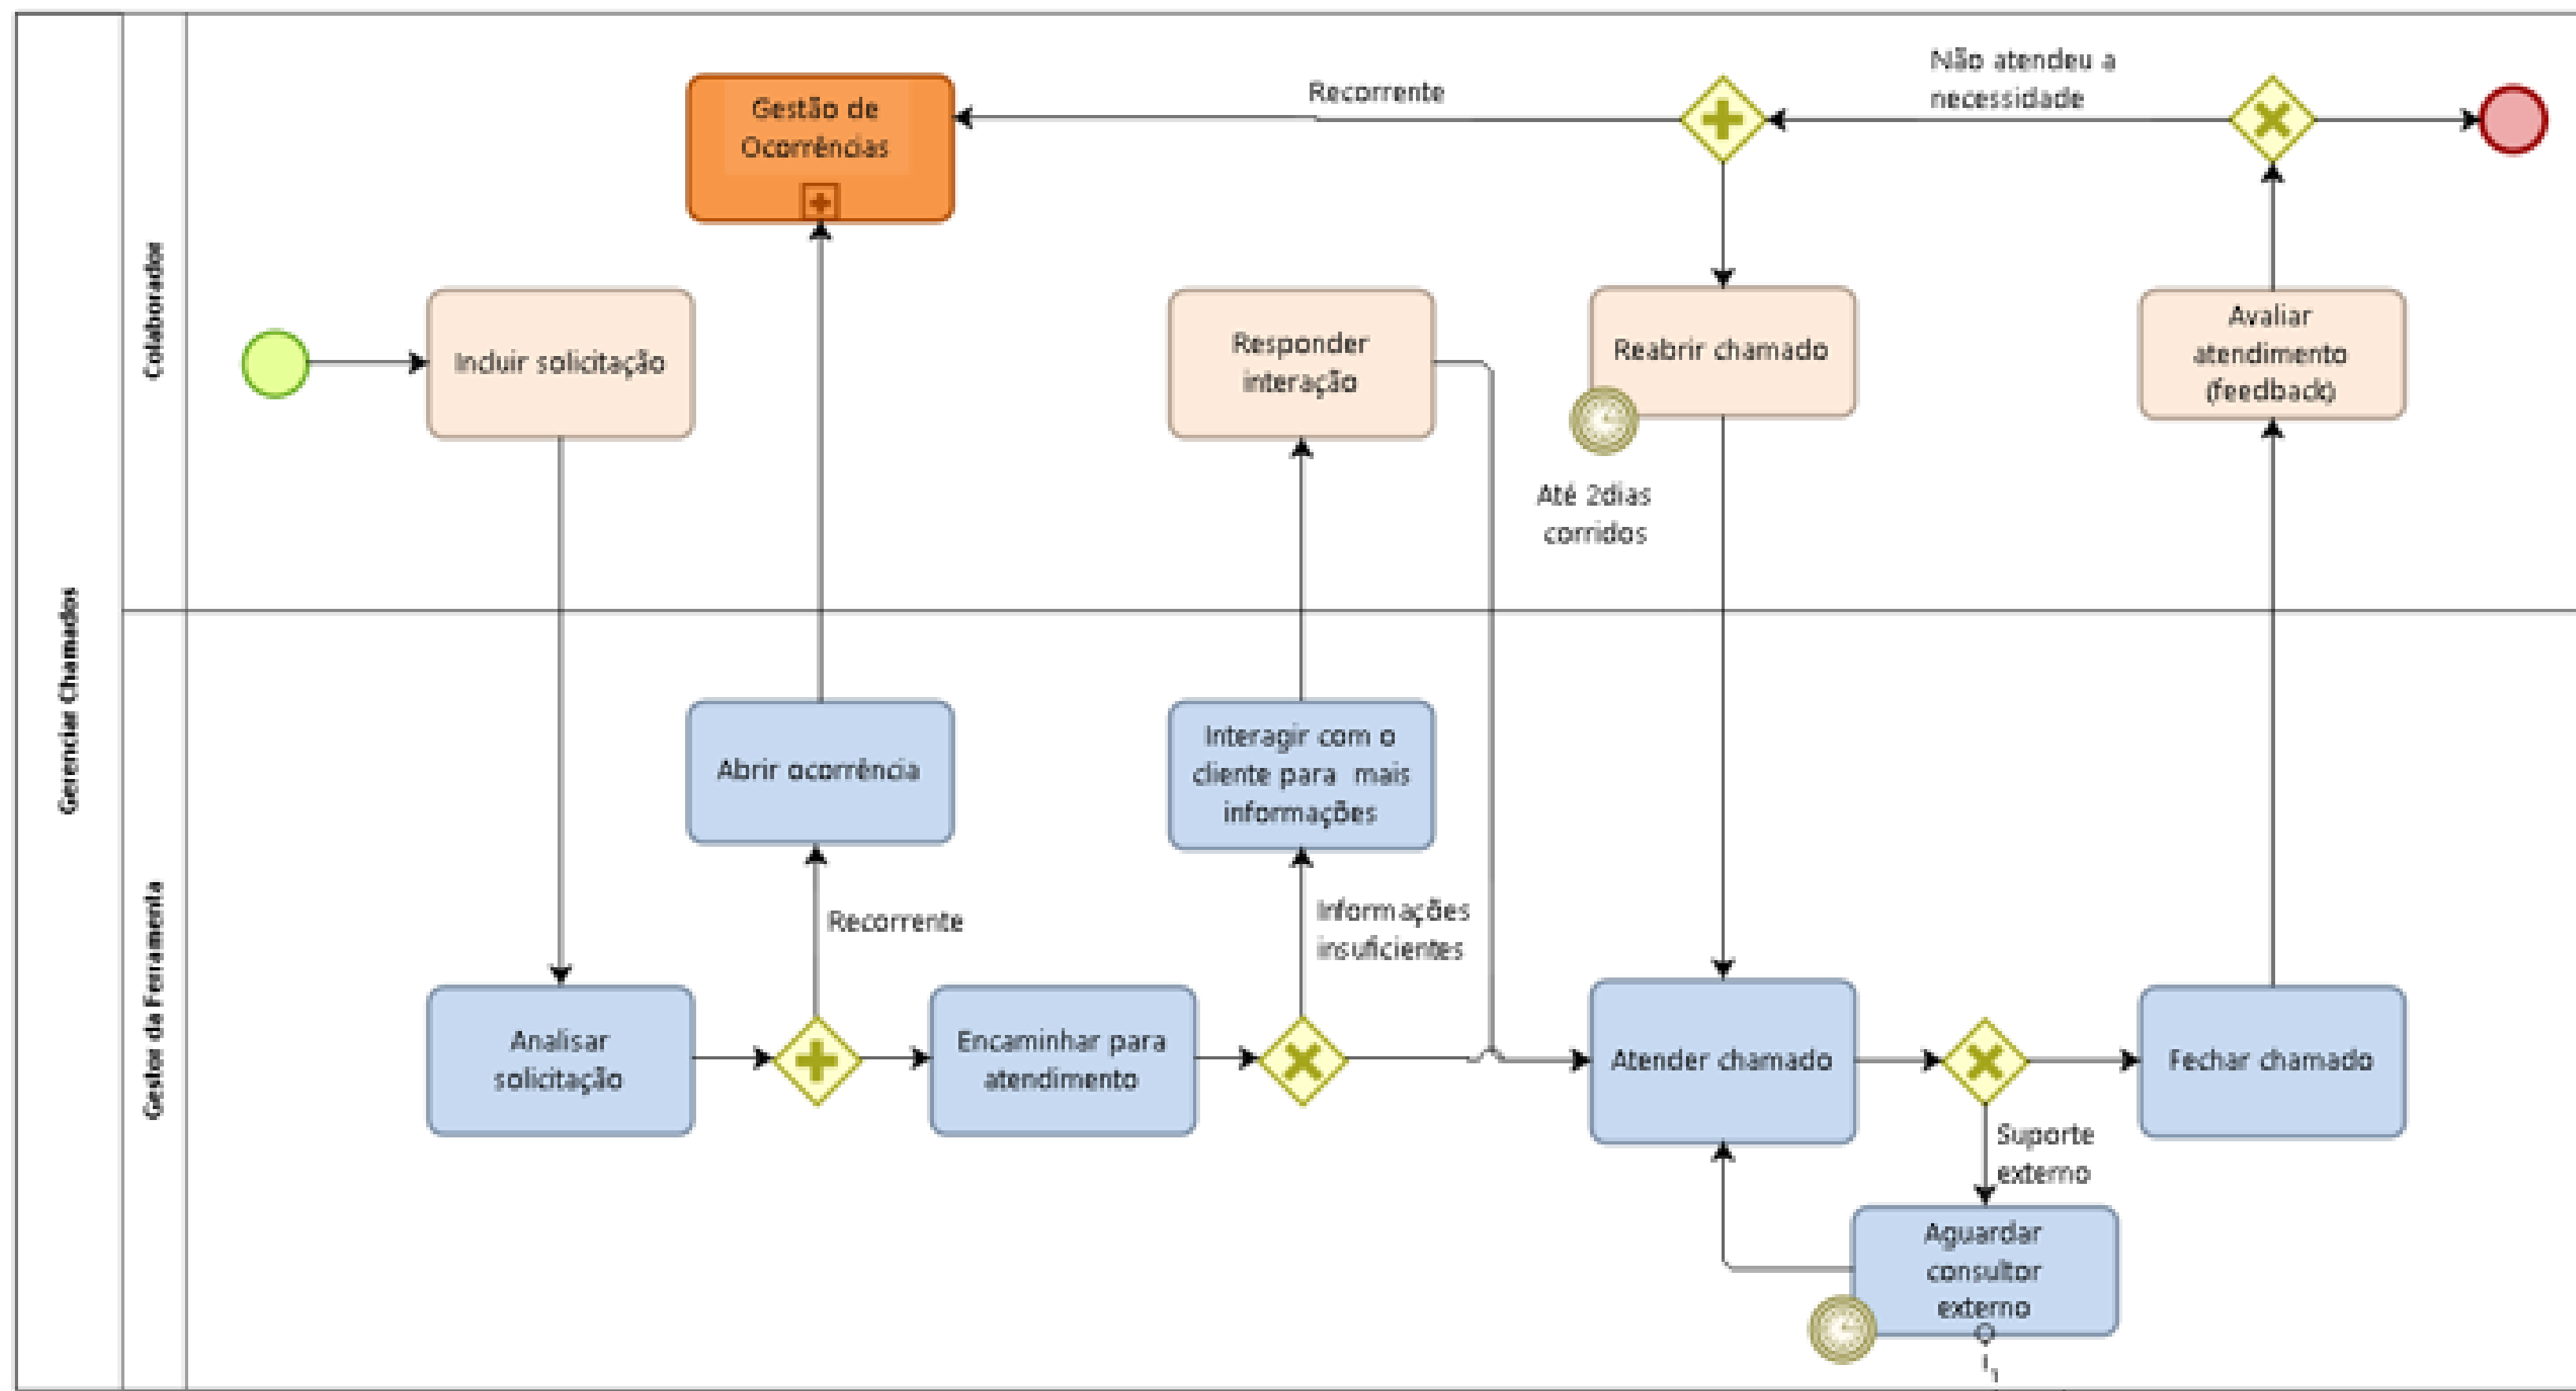 Gerenciar Chamados
Colaborador
Gestor da Ferramenta
Gestão de
Ocorrências
Recorrente
Não atendeu a
necessidade
Incluir solicitação
Responder
interação
Reabrir chamado
Avaliar
atendimento
(feedback)
Até 2dias
corridos
Abrir ocorrência
Interagir com o
cliente para mais
informações
Recorrente
Informações
insuficientes
Analisar
solicitação
Encaminhar para
atendimento
Atender chamado
Fechar chamado
Suporte
externo
Aguardar
consultor
externo